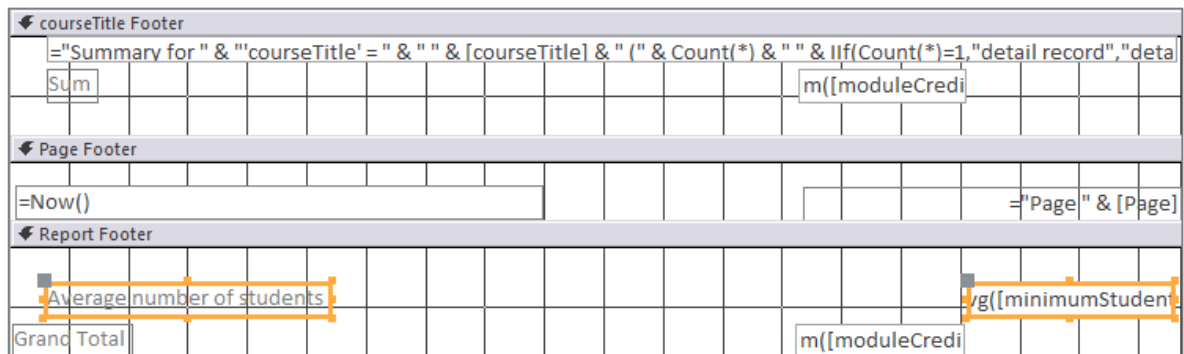 courseTitle Footer
="Summary for " & "'courseTitle' = " & " " & [courseTitle] & " (" & Count(*) & " " & IIf(Count(*)=1,"detail record","deta
Sum m([moduleCredi
Page Footer
=Now() ="Page " & [Page]
Report Footer
Average number of students vg([minimumStudent
Grand Total m([moduleCredi